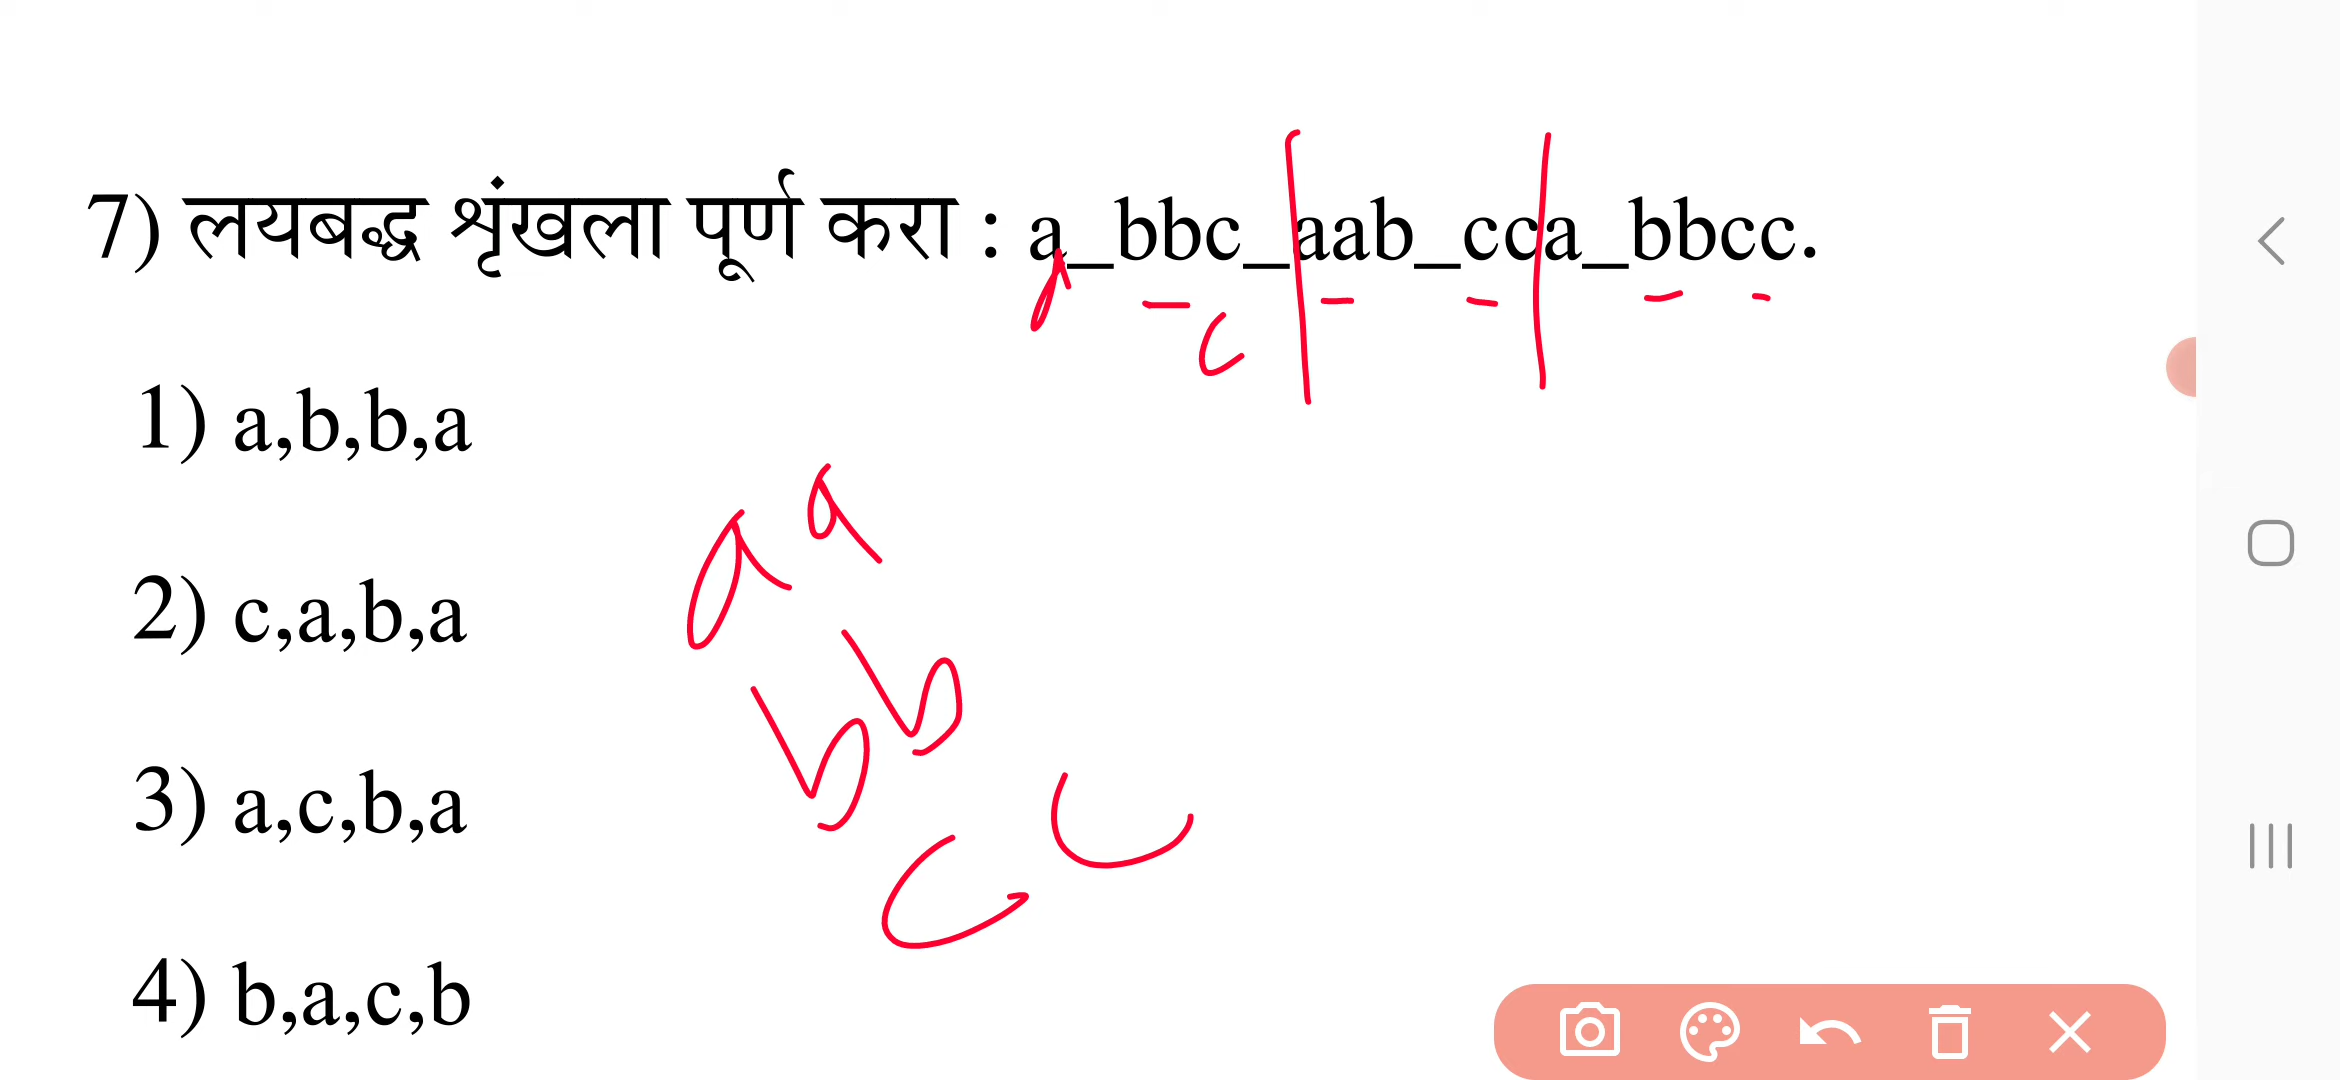 7) लयबद्ध श्रृंखला पूर्ण करा : a_bbc_aab_cca_bbcc.
c
1) a,b,b,a
a a
2) c,a,b,a
b b
3) a,c,b,a
c c
4) b,a,c,b